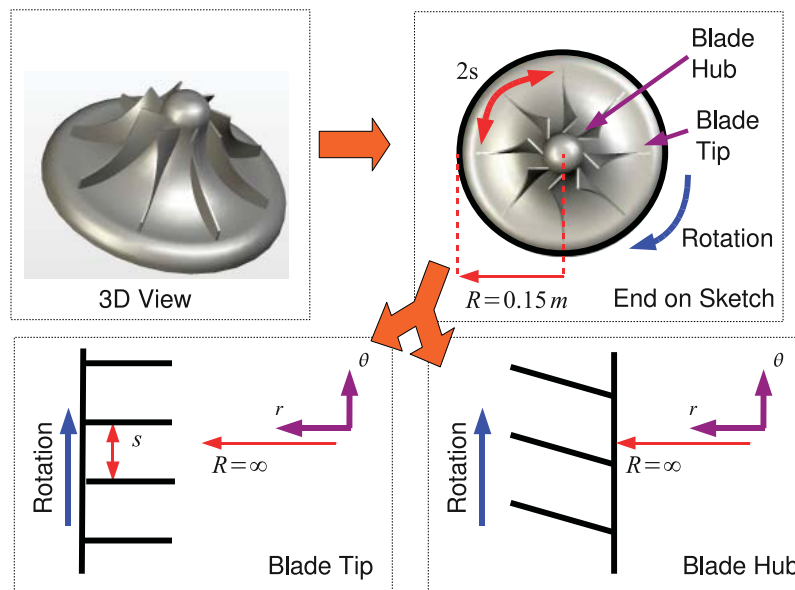 3D View
2s
Blade
Hub
Blade
Tip
Rotation
R=0.15 m
End on Sketch
Rotation
s
θ
r
R=∞
Blade Tip
Rotation
θ
r
R=∞
Blade Hub